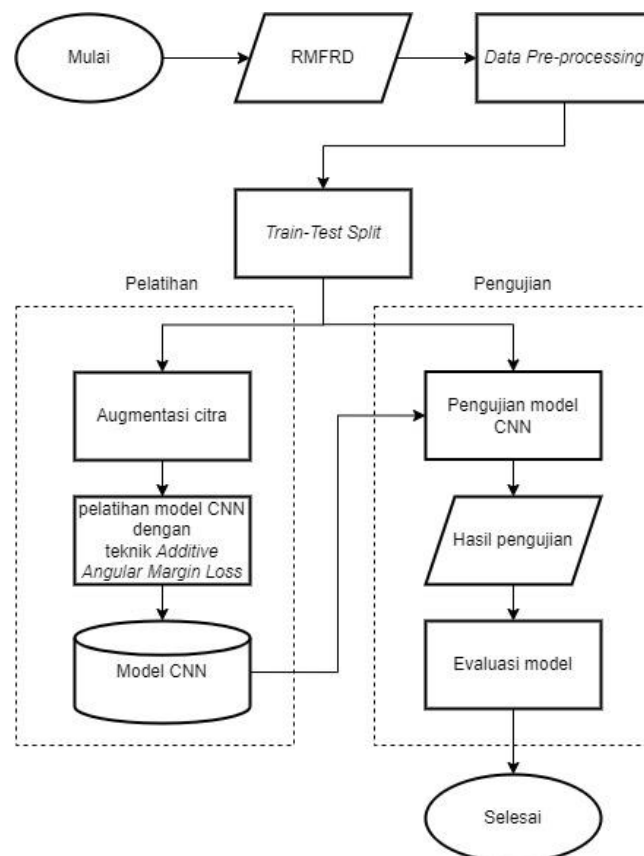 Mulai
RMFRD
Data Pre-processing
Train-Test Split
Pelatihan
Augmentasi citra
pelatihan model CNN
dengan
teknik Additive
Angular Margin Loss
Model CNN
Pengujian
Pengujian model
CNN
Hasil pengujian
Evaluasi model
Selesai